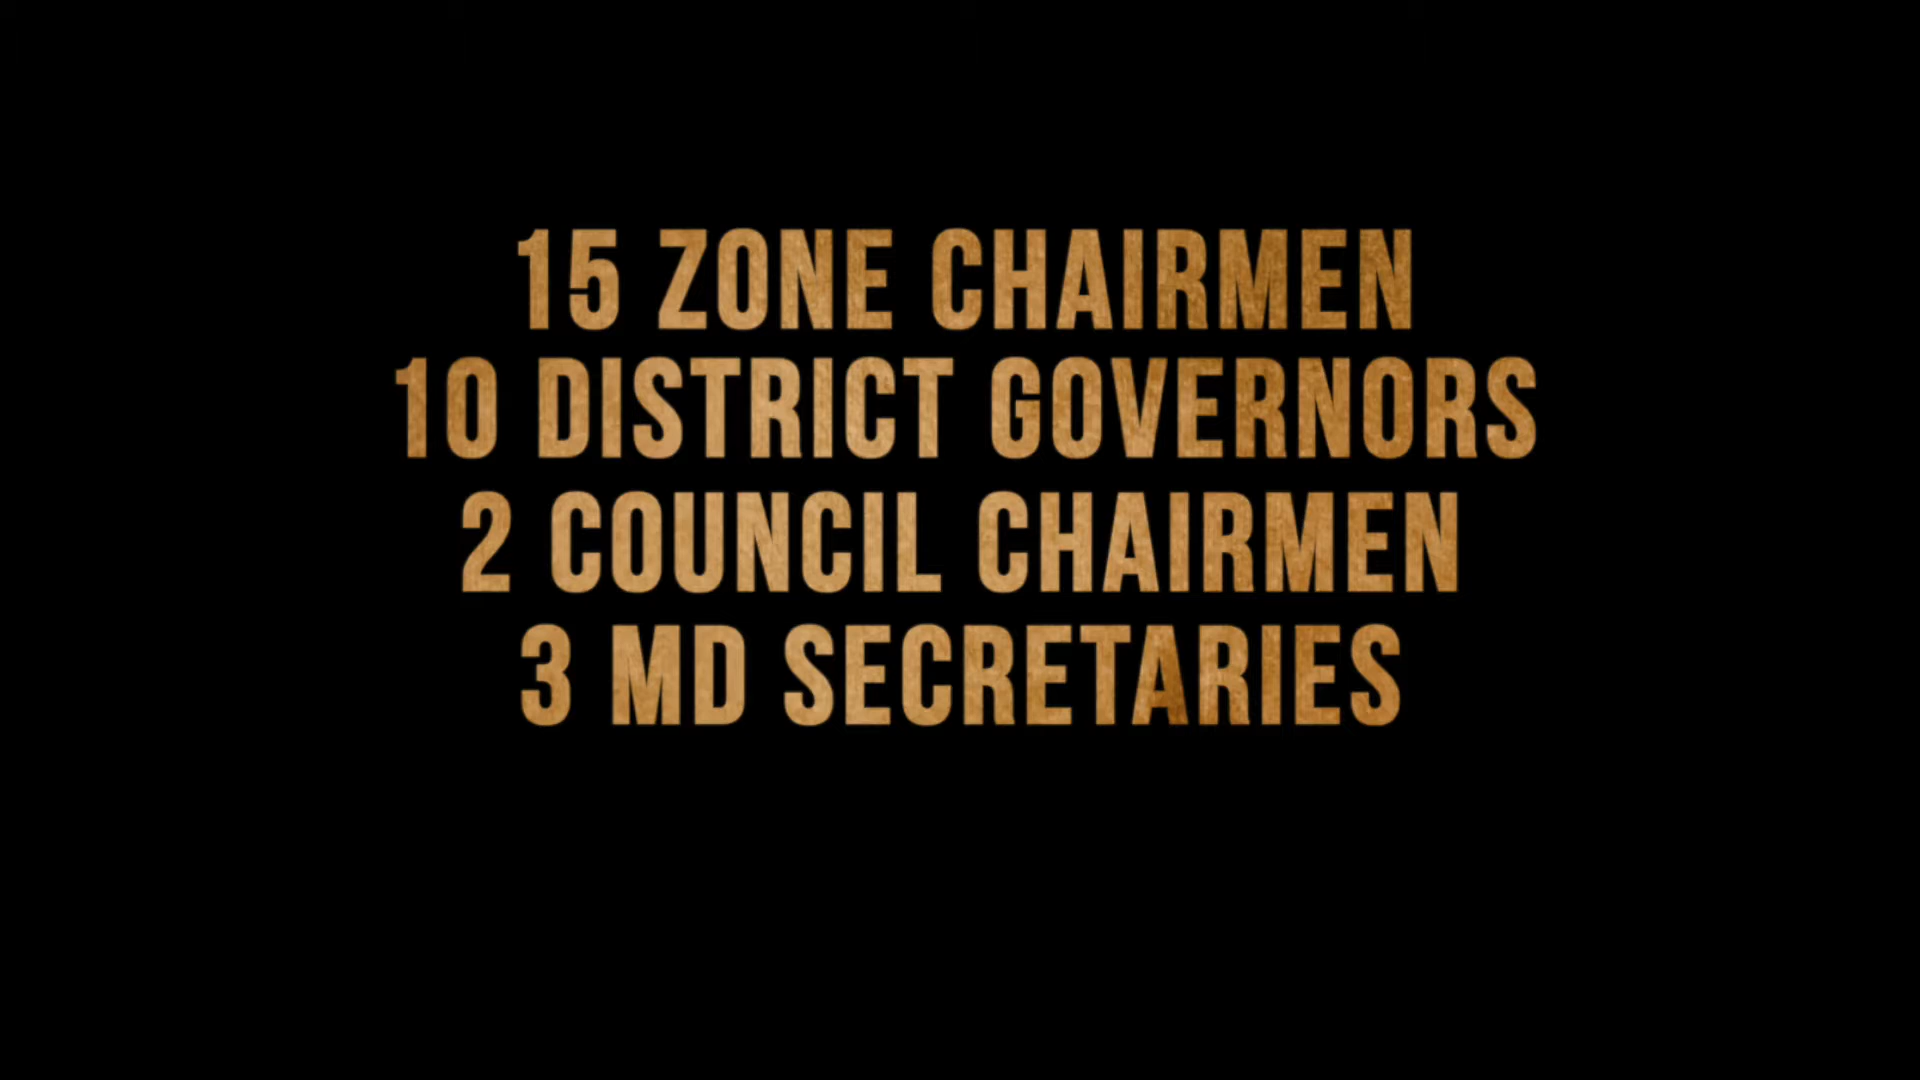 15 ZONE CHAIRMEN
10 DISTRICT GOVERNORS
2 COUNCIL CHAIRMEN
3 MD SECRETARIES